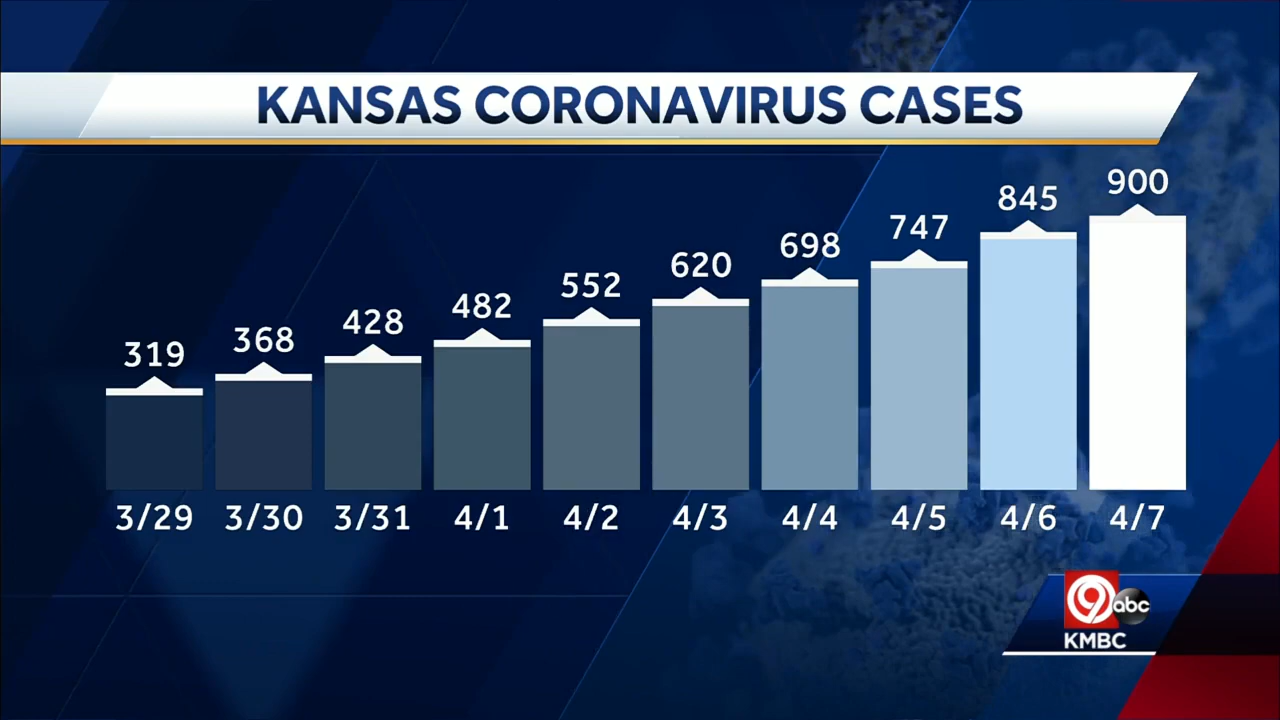 KANSAS CORONAVIRUS CASES
319 368 428 482 552 620 698 747 845 900
3/29 3/30 3/31 4/1 4/2 4/3 4/4 4/5 4/6 4/7
9 abc
KMBC